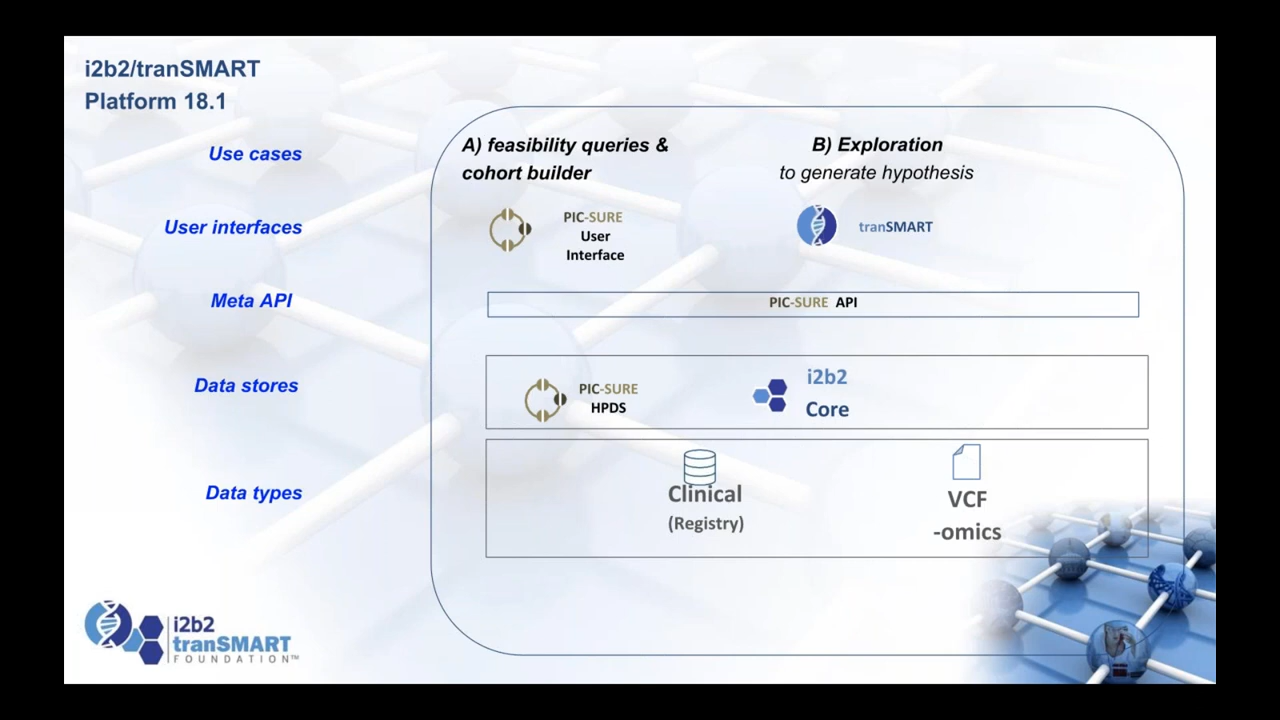 i2b2/tranSMART
Platform 18.1
Use cases
A) feasibility queries &
cohort builder
B) Exploration
to generate hypothesis
User interfaces
PIC-SURE
User
Interface
tranSMART
Meta API
PIC-SURE API
Data stores
PIC-SURE
HPDS
i2b2
Core
Data types
Clinical
(Registry)
VCF
-omics
i2b2
tranSMART
FOUNDATION™